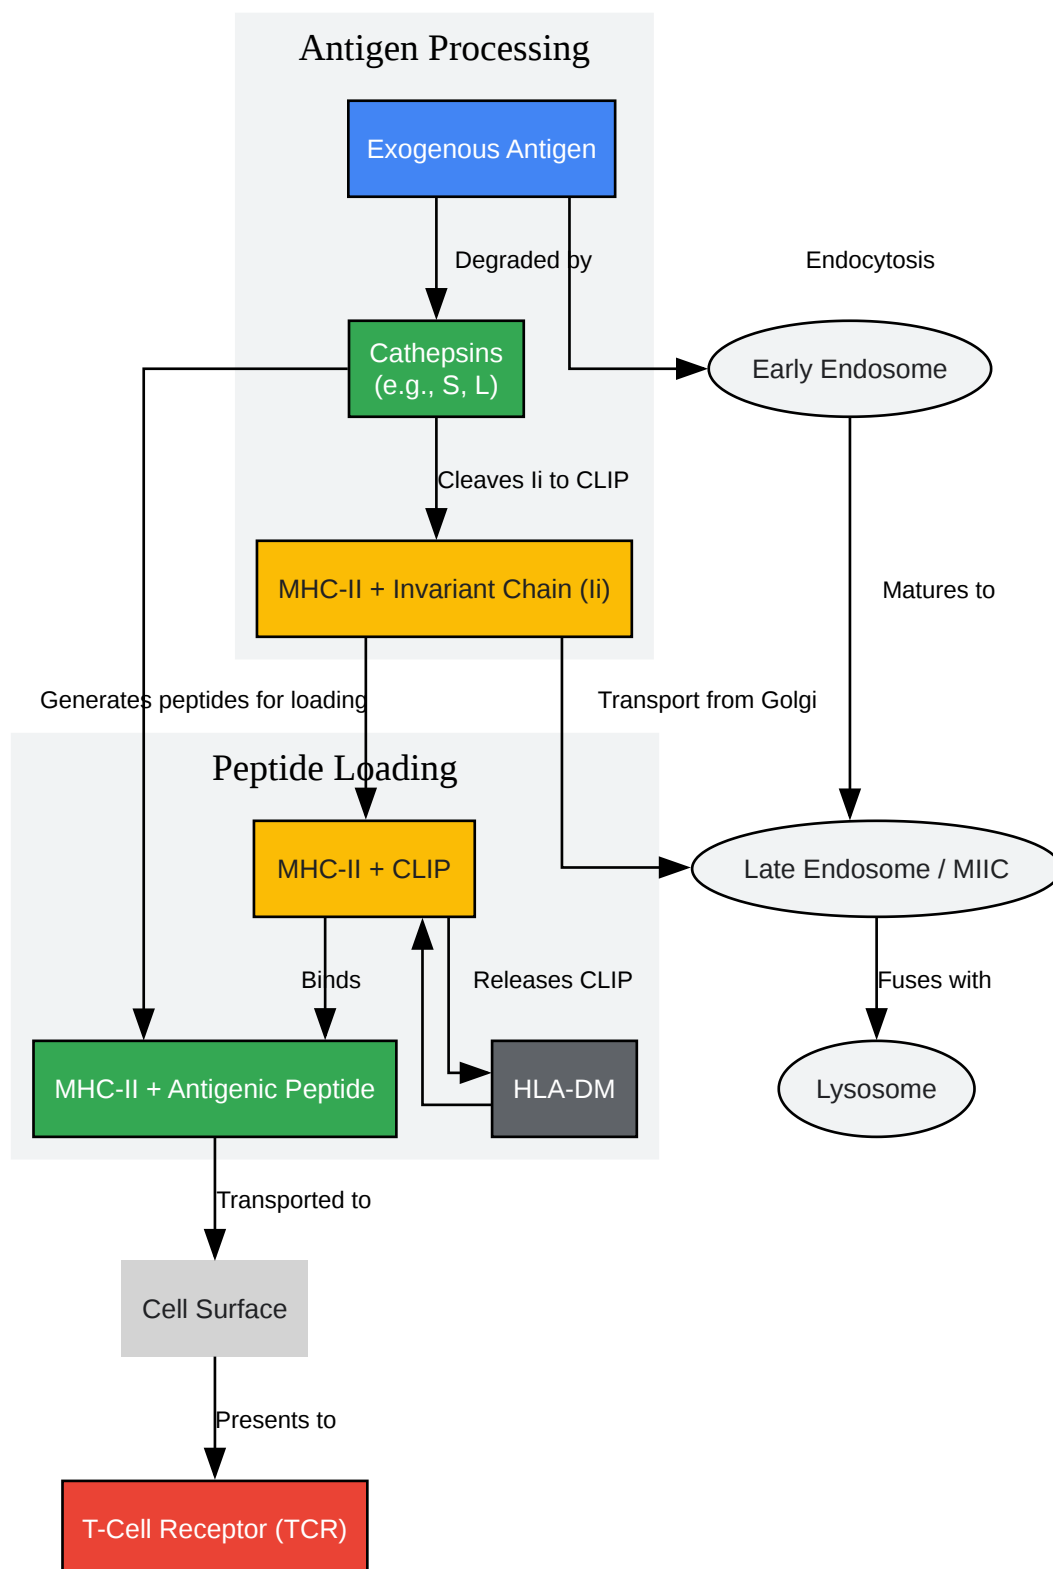 Antigen Processing
Exogenous Antigen
Degraded by
Endocytosis
Cathepsins
(e.g., S, L)
Early Endosome
Cleaves Ii to CLIP
MHC-II + Invariant Chain (Ii)
Matures to
Generates peptides for loading
Transport from Golgi
Peptide Loading
MHC-II + CLIP
Late Endosome / MIIC
Binds
Releases CLIP
Fuses with
MHC-II + Antigenic Peptide
HLA-DM
Lysosome
Transported to
Cell Surface
Presents to
T-Cell Receptor (TCR)